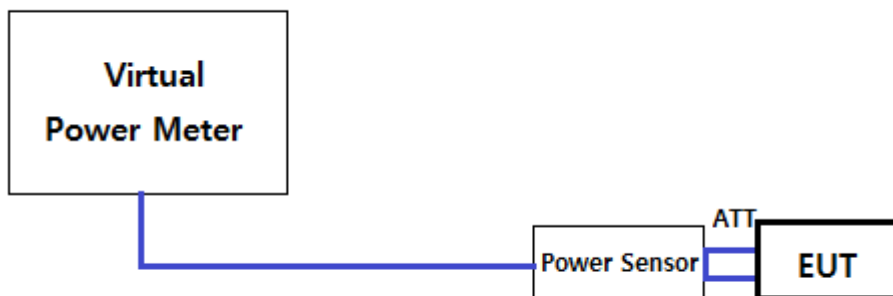 Virtual
Power Meter
ATT
Power Sensor
EUT